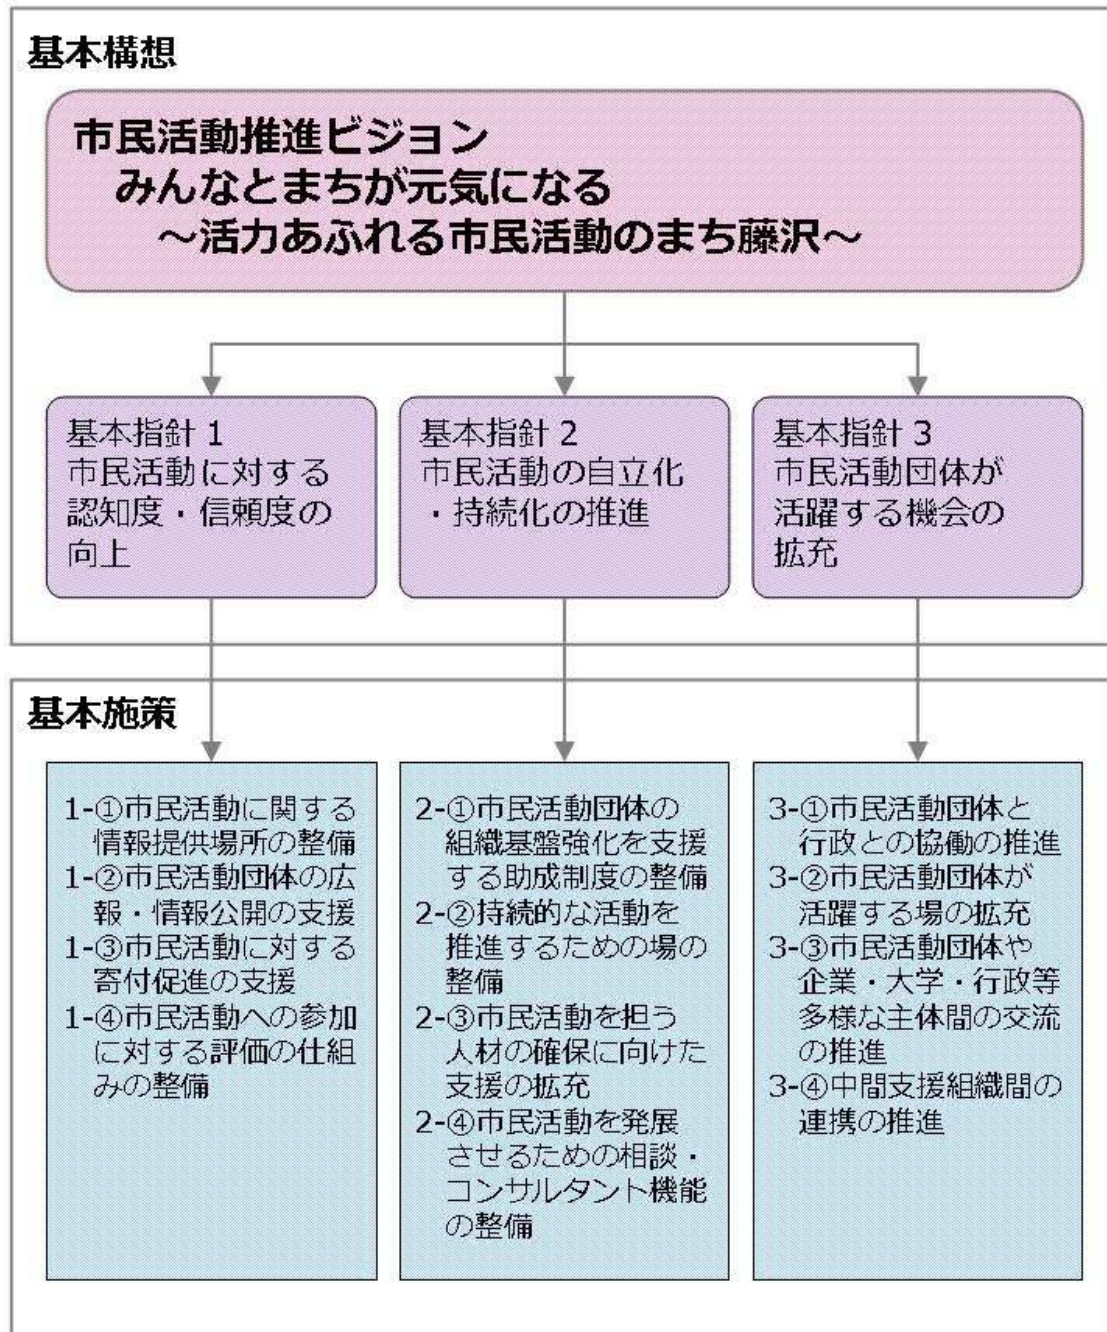 基本構想
市民活動推進ビジョン
みんなとまちが元気になる
～活力あふれる市民活動のまち藤沢～
基本指針1
市民活動に対する
認知度・信頼度の
向上
基本指針2
市民活動の自立化
・持続化の推進
基本指針3
市民活動団体が
活躍する機会の
拡充
基本施策
1-①市民活動に関する
情報提供場所の整備
1-②市民活動団体の広
報・情報公開の支援
1-③市民活動に対する
寄付促進の支援
1-④市民活動への参加
に対する評価の仕組
みの整備
2-①市民活動団体の
組織基盤強化を支援
する助成制度の整備
2-②持続的な活動を
推進するための場の
整備
2-③市民活動を担う
人材の確保に向けた
支援の拡充
2-④市民活動を発展
させるための相談・
コンサルタント機能
の整備
3-①市民活動団体と
行政との協働の推進
3-②市民活動団体が
活躍する場の拡充
3-③市民活動団体や
企業・大学・行政等
多様な主体間の交流
の推進
3-④中間支援組織間の
連携の推進